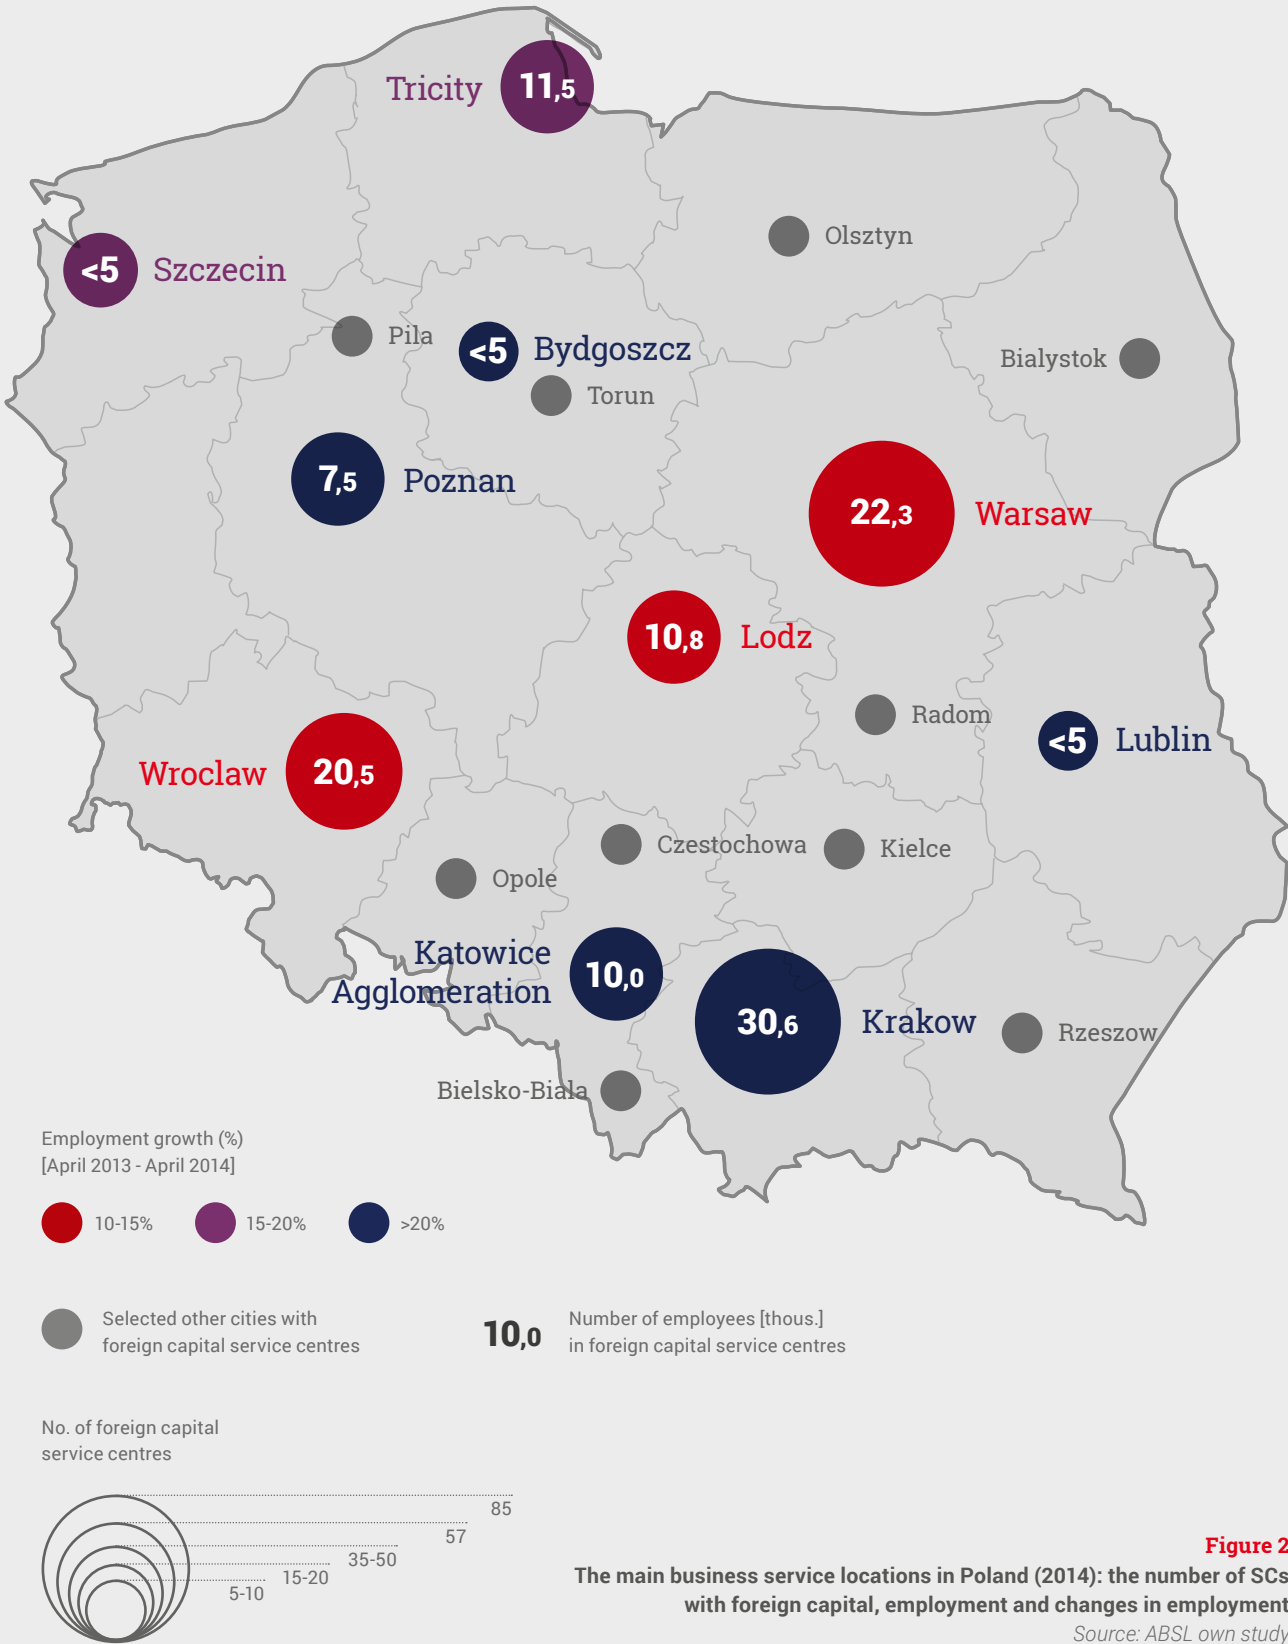 Tricity
11,5
Olsztyn
<5
Szczecin
Pila
<5
Bydgoszcz
Bialystok
Torun
7,5
Poznan
22,3
Warsaw
10,8
Lodz
Radom
<5
Lublin
Wroclaw
20,5
Czestochowa
Kielce
Opole
Katowice
Agglomeration
10,0
30,6
Krakow
Rzeszow
Bielsko-Biala
Employment growth (%)
[April 2013 - April 2014]
10-15%
15-20%
>20%
Selected other cities with
foreign capital service centres
10,0
Number of employees [thous.]
in foreign capital service centres
No. of foreign capital
service centres
85
57
35-50
15-20
5-10
Figure 2
The main business service locations in Poland (2014): the number of SCs
with foreign capital, employment and changes in employment
Source: ABSL own study